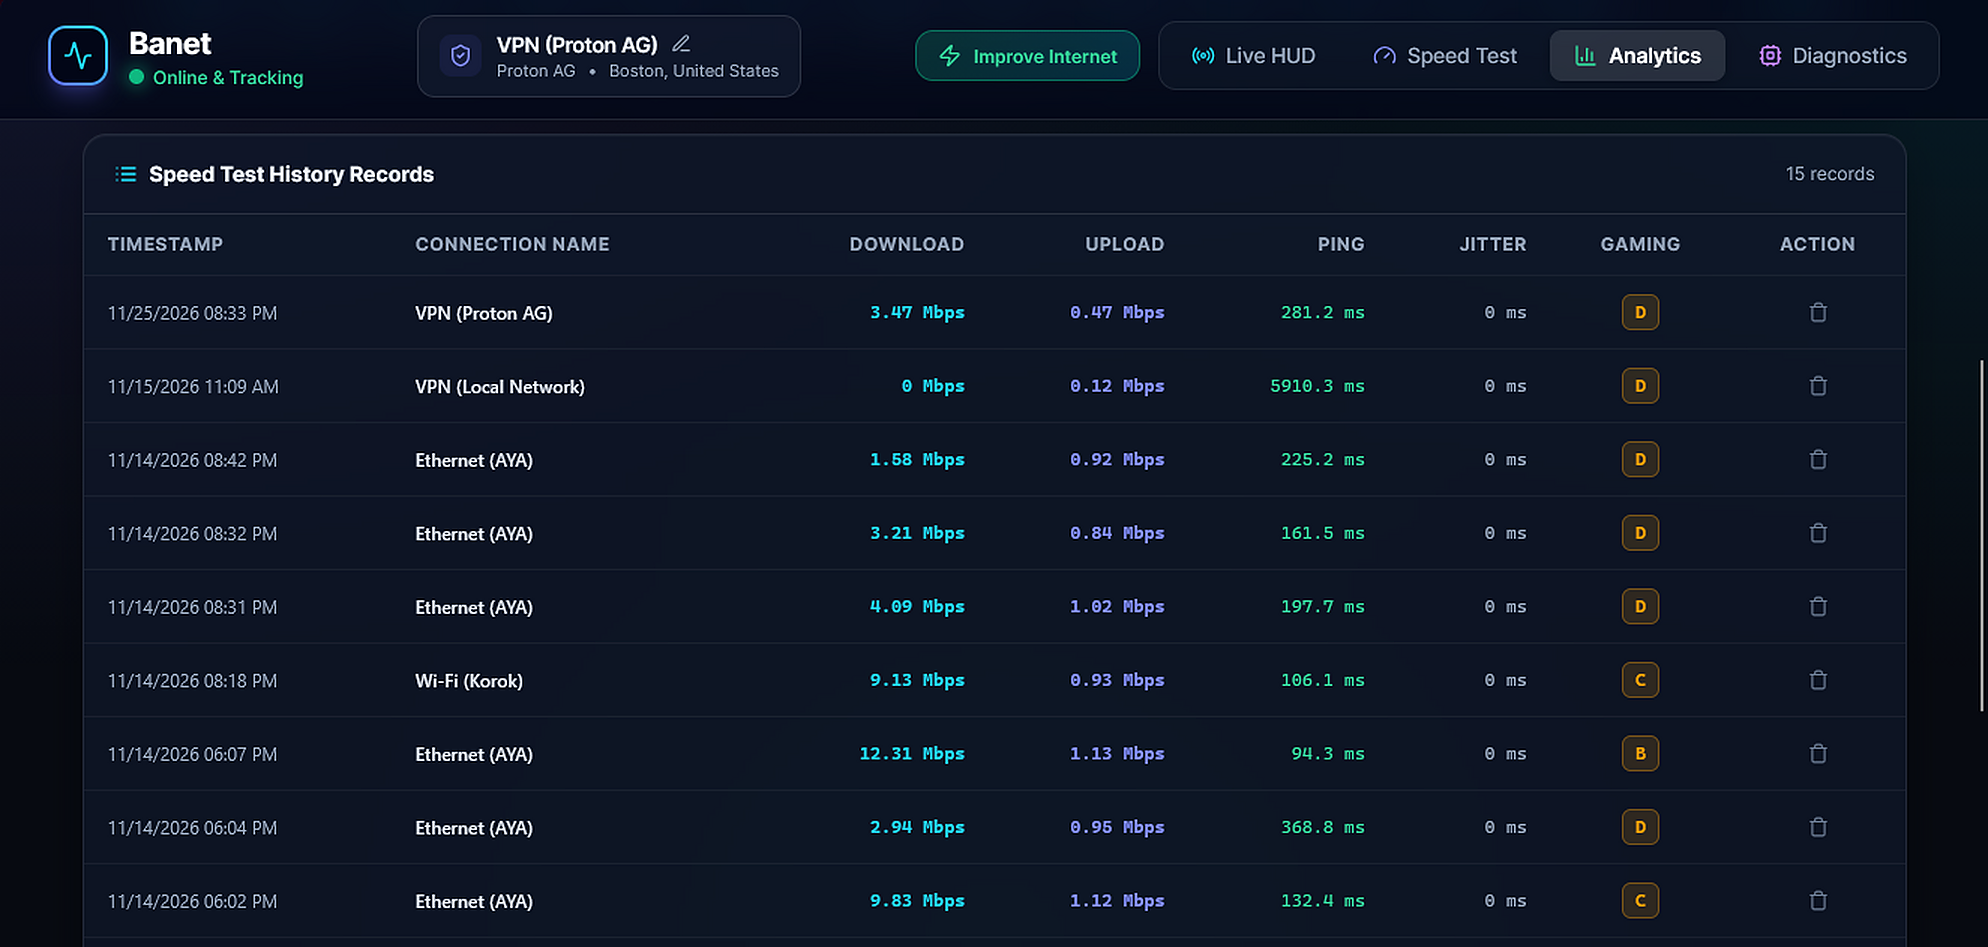 Banet
Online & Tracking
VPN (Proton AG)
Proton AG • Boston, United States
Improve Internet
Live HUD
Speed Test
Analytics
Diagnostics
Speed Test History Records
15 records
TIMESTAMP CONNECTION NAME DOWNLOAD UPLOAD PING JITTER GAMING ACTION
11/25/2026 08:33 PM VPN (Proton AG) 3.47 Mbps 0.47 Mbps 281.2 ms 0 ms D
11/15/2026 11:09 AM VPN (Local Network) 0 Mbps 0.12 Mbps 5910.3 ms 0 ms D
11/14/2026 08:42 PM Ethernet (AYA) 1.58 Mbps 0.92 Mbps 225.2 ms 0 ms D
11/14/2026 08:32 PM Ethernet (AYA) 3.21 Mbps 0.84 Mbps 161.5 ms 0 ms D
11/14/2026 08:31 PM Ethernet (AYA) 4.09 Mbps 1.02 Mbps 197.7 ms 0 ms D
11/14/2026 08:18 PM Wi-Fi (Korok) 9.13 Mbps 0.93 Mbps 106.1 ms 0 ms C
11/14/2026 06:07 PM Ethernet (AYA) 12.31 Mbps 1.13 Mbps 94.3 ms 0 ms B
11/14/2026 06:04 PM Ethernet (AYA) 2.94 Mbps 0.95 Mbps 368.8 ms 0 ms D
11/14/2026 06:02 PM Ethernet (AYA) 9.83 Mbps 1.12 Mbps 132.4 ms 0 ms C